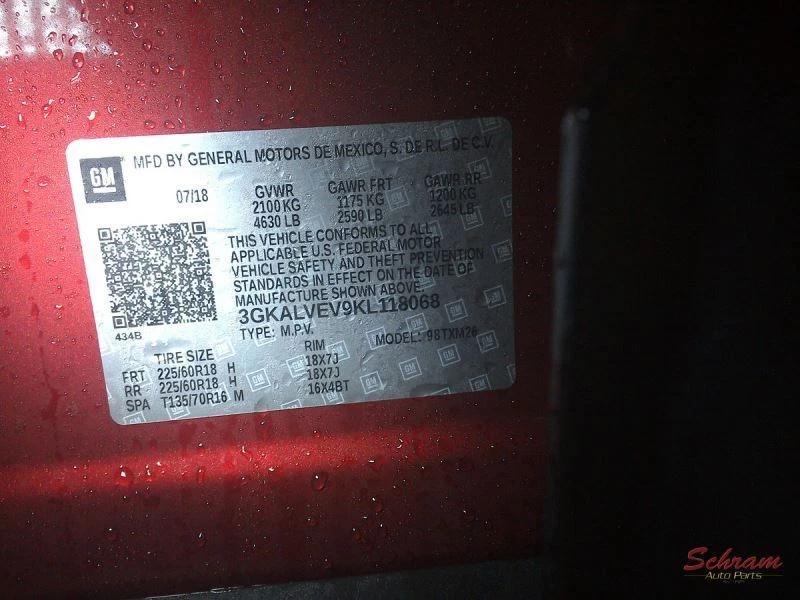 GM
MFD BY GENERAL MOTORS DE MEXICO, S. DE R.L. DE C.V.
07/18
GVWR GAWR FRT GAWR RR
2100 KG 1175 KG 1200 KG
4630 LB 2590 LB 2645 LB
THIS VEHICLE CONFORMS TO ALL
APPLICABLE U.S. FEDERAL MOTOR
VEHICLE SAFETY AND THEFT PREVENTION
STANDARDS IN EFFECT ON THE DATE OF
MANUFACTURE SHOWN ABOVE.
3GKALVEV9KL118068
434B
TYPE: M.P.V. MODEL: 98TXM26
TIRE SIZE RIM
FRT 225/60R18 H 18X7J
RR 225/60R18 H 18X7J
SPA T135/70R16 M 16X4BT
Schram
Auto Parts